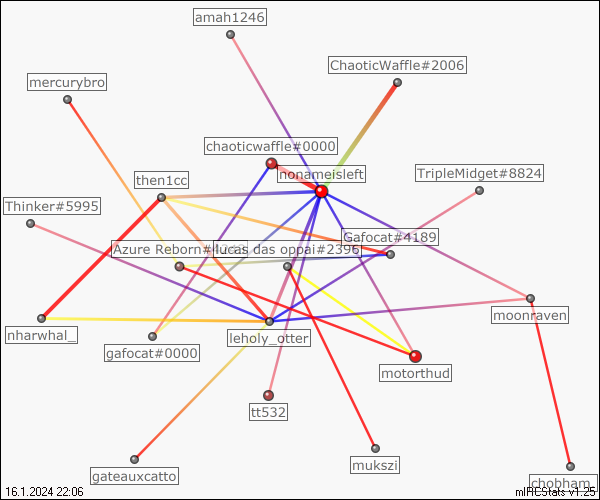 amah1246
ChaoticWaffle#2006
mercurybro
chaoticwaffle#0000
nonameisleft
TripleMidget#8824
then1cc
Thinker#5995
Gafocat#4189
Azure Reborn#
lucas das oppai#2396
moonraven
nharwhal_
leholy_otter
gafocat#0000
motorthud
tt532
mukszi
gateauxcatto
chobham_
16.1.2024 22:06
mIRCStats v1.25